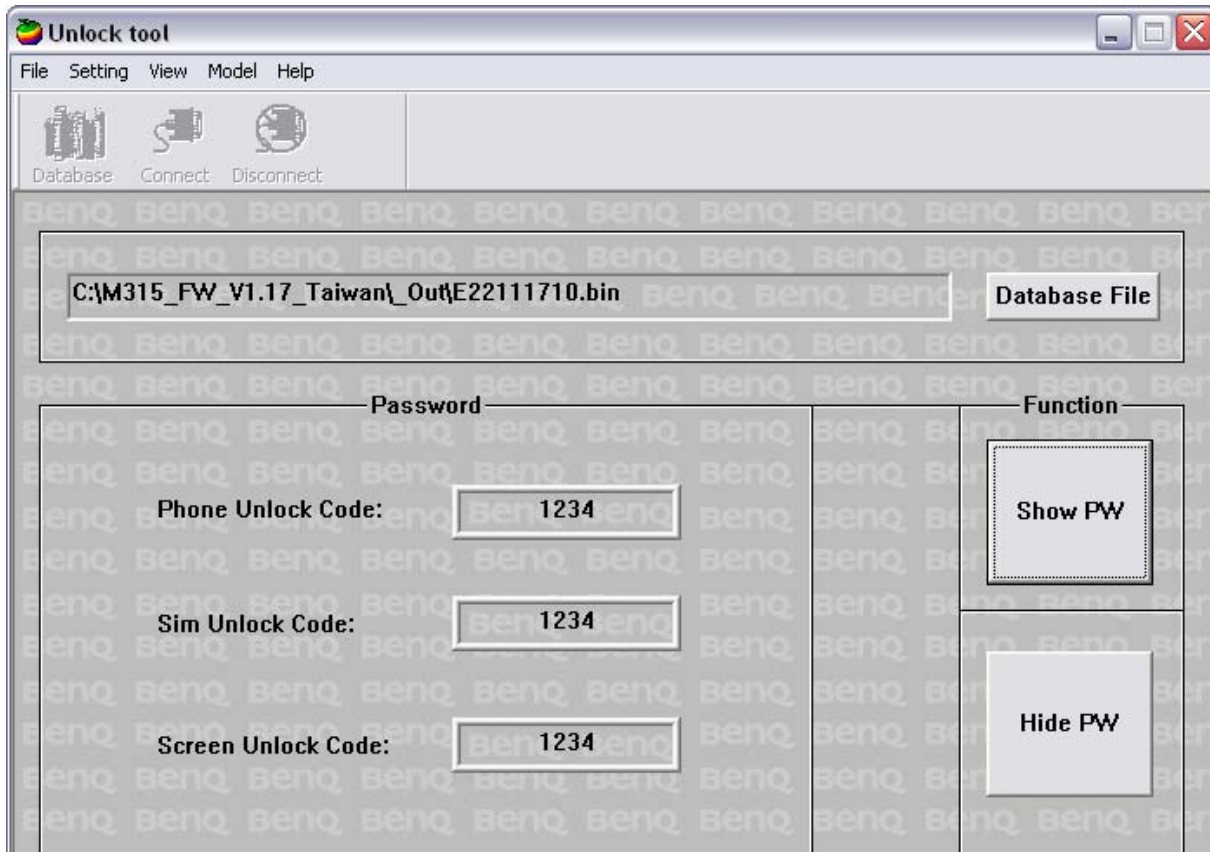 Unlock tool
File Setting View Model Help
Database Connect Disconnect
C:\M315_FW_V1.17_Taiwan\_Out\E22111710.bin
Database File
Password
Function
Phone Unlock Code: 1234
Show PW
Sim Unlock Code: 1234
Hide PW
Screen Unlock Code: 1234
BenQ